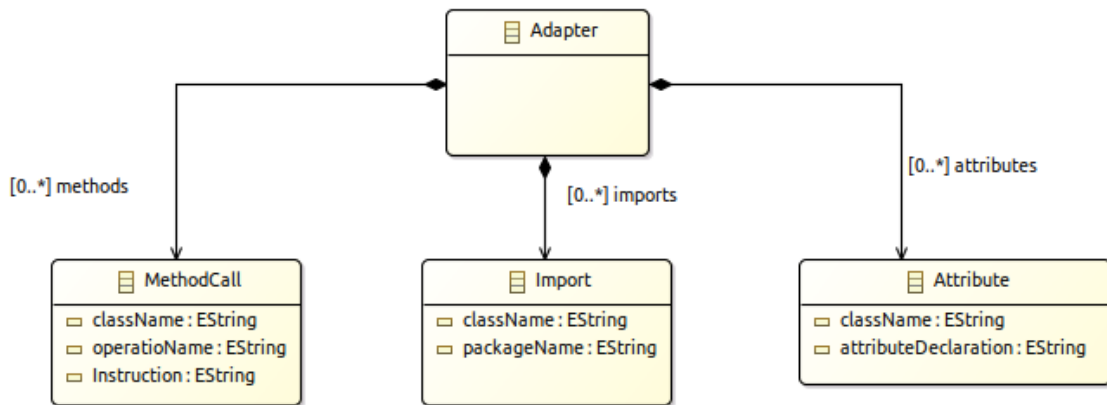 Adapter
[0..*] methods
[0..*] imports
[0..*] attributes
MethodCall
className : EString
operatioName : EString
Instruction : EString
Import
className : EString
packageName : EString
Attribute
className : EString
attributeDeclaration : EString